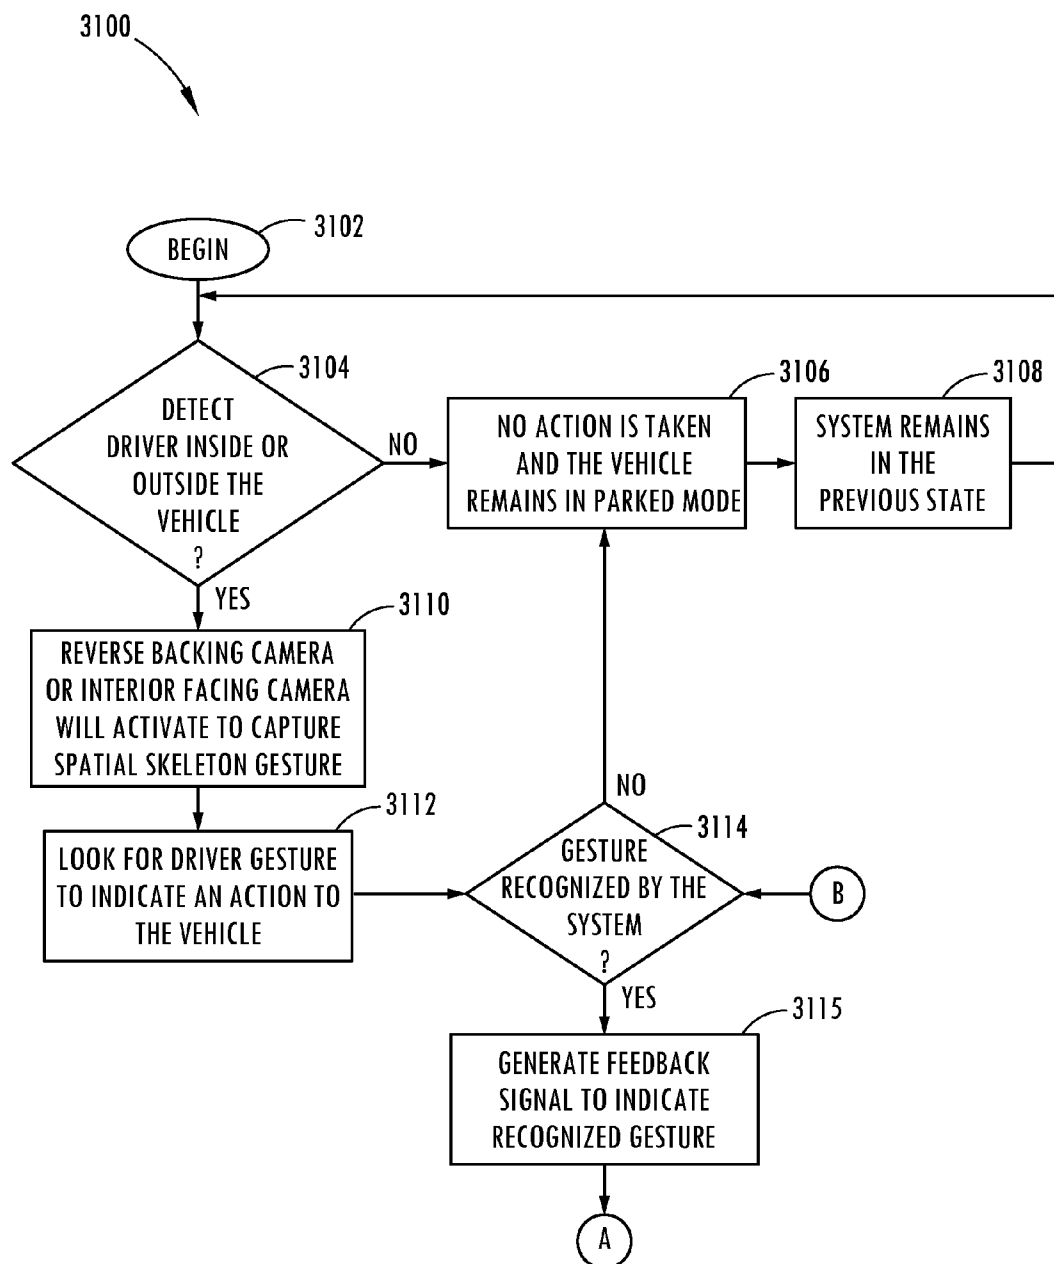 3100
BEGIN
3102
3104
DETECT
DRIVER INSIDE OR
OUTSIDE THE
VEHICLE
?
NO
YES
3106
NO ACTION IS TAKEN
AND THE VEHICLE
REMAINS IN PARKED MODE
3108
SYSTEM REMAINS
IN THE
PREVIOUS STATE
3110
REVERSE BACKING CAMERA
OR INTERIOR FACING CAMERA
WILL ACTIVATE TO CAPTURE
SPATIAL SKELETON GESTURE
3112
LOOK FOR DRIVER GESTURE
TO INDICATE AN ACTION TO
THE VEHICLE
NO
3114
GESTURE
RECOGNIZED BY THE
SYSTEM
?
B
YES
3115
GENERATE FEEDBACK
SIGNAL TO INDICATE
RECOGNIZED GESTURE
A